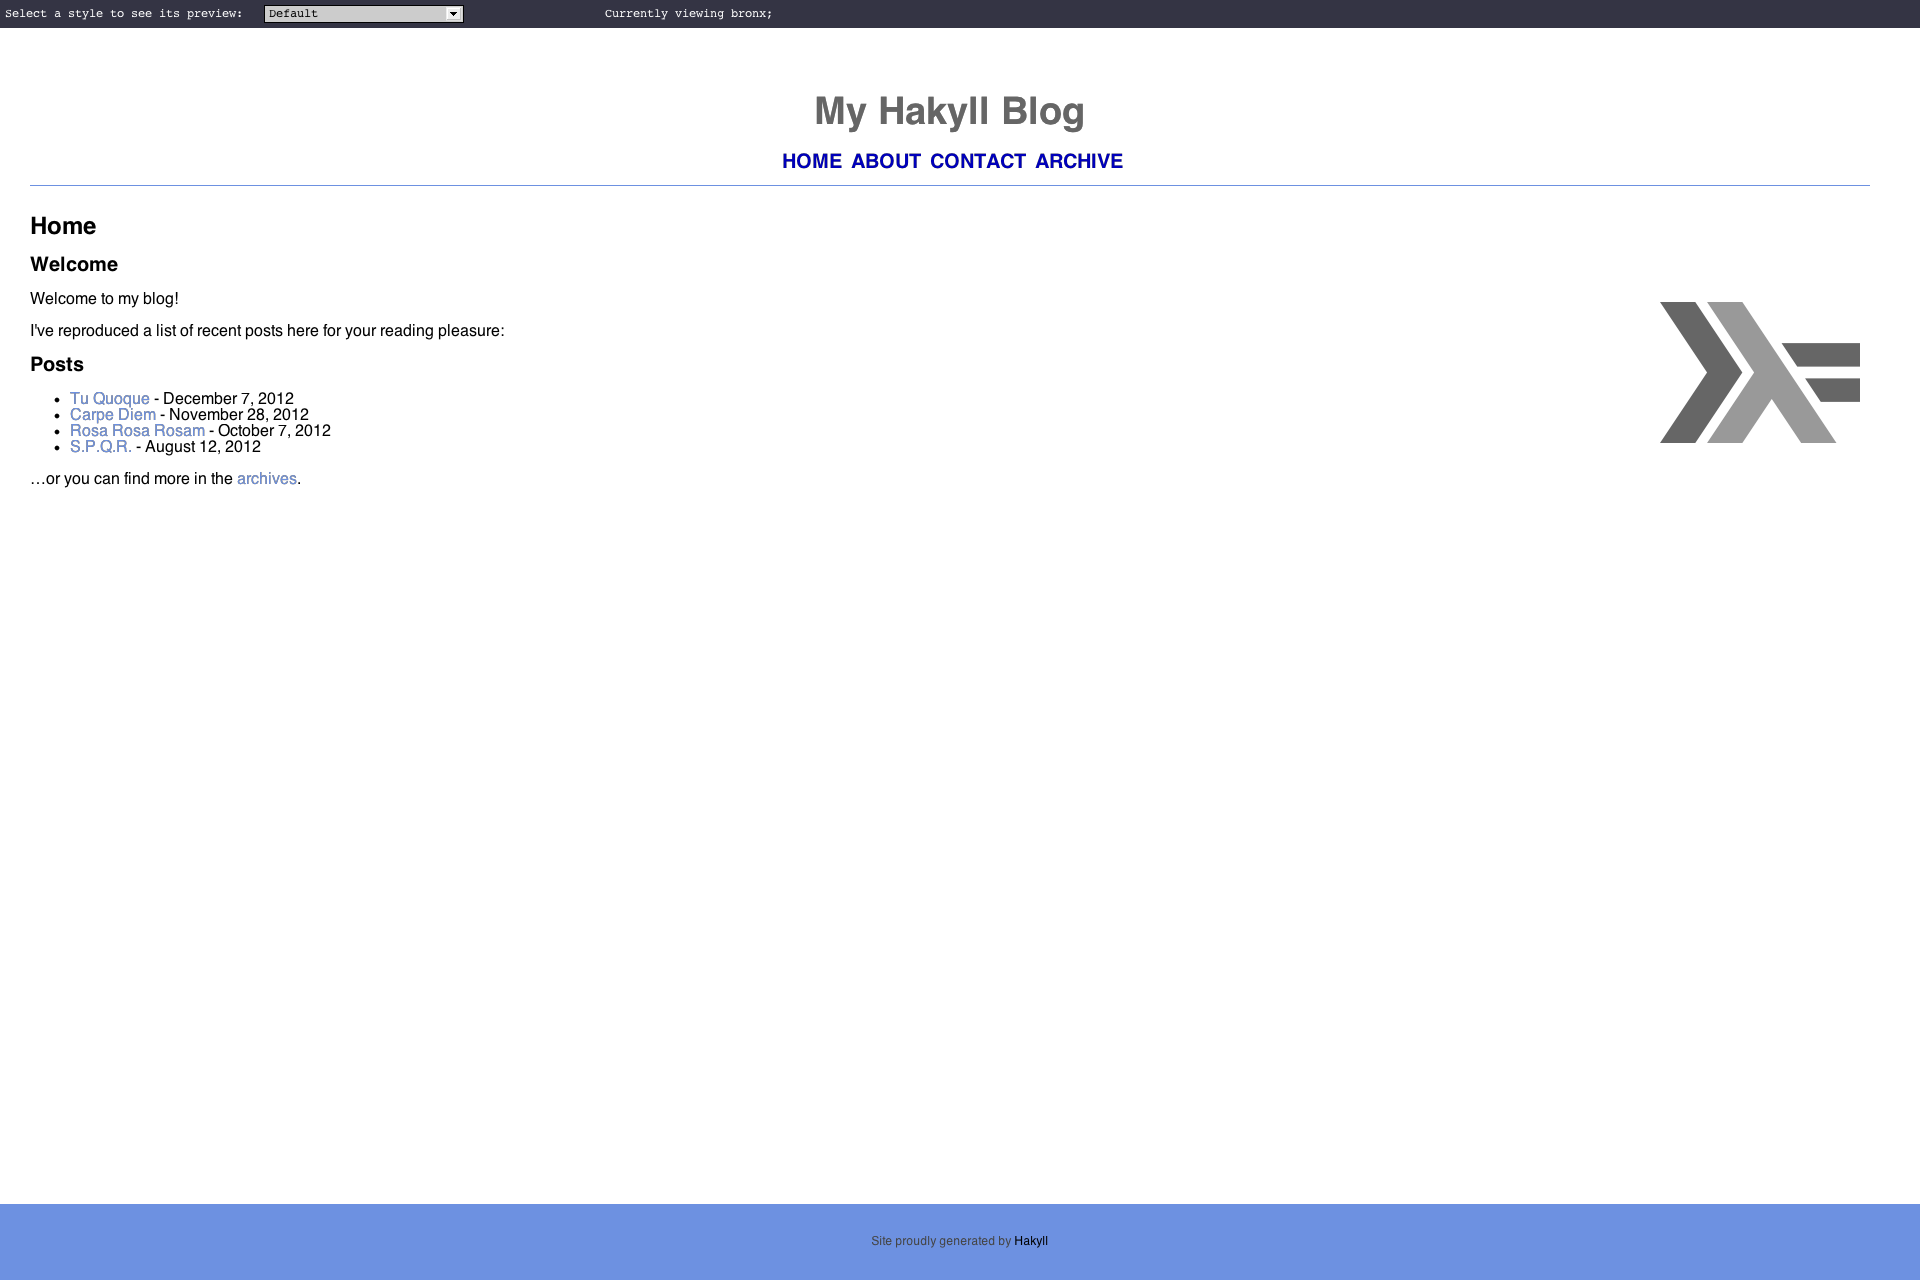 Select a style to see its preview: Default Currently viewing bronx;
My Hakyll Blog
HOME ABOUT CONTACT ARCHIVE
Home
Welcome
Welcome to my blog!
I've reproduced a list of recent posts here for your reading pleasure:
Posts
• Tu Quoque - December 7, 2012
• Carpe Diem - November 28, 2012
• Rosa Rosa Rosam - October 7, 2012
• S.P.Q.R. - August 12, 2012
…or you can find more in the archives.
Site proudly generated by Hakyll